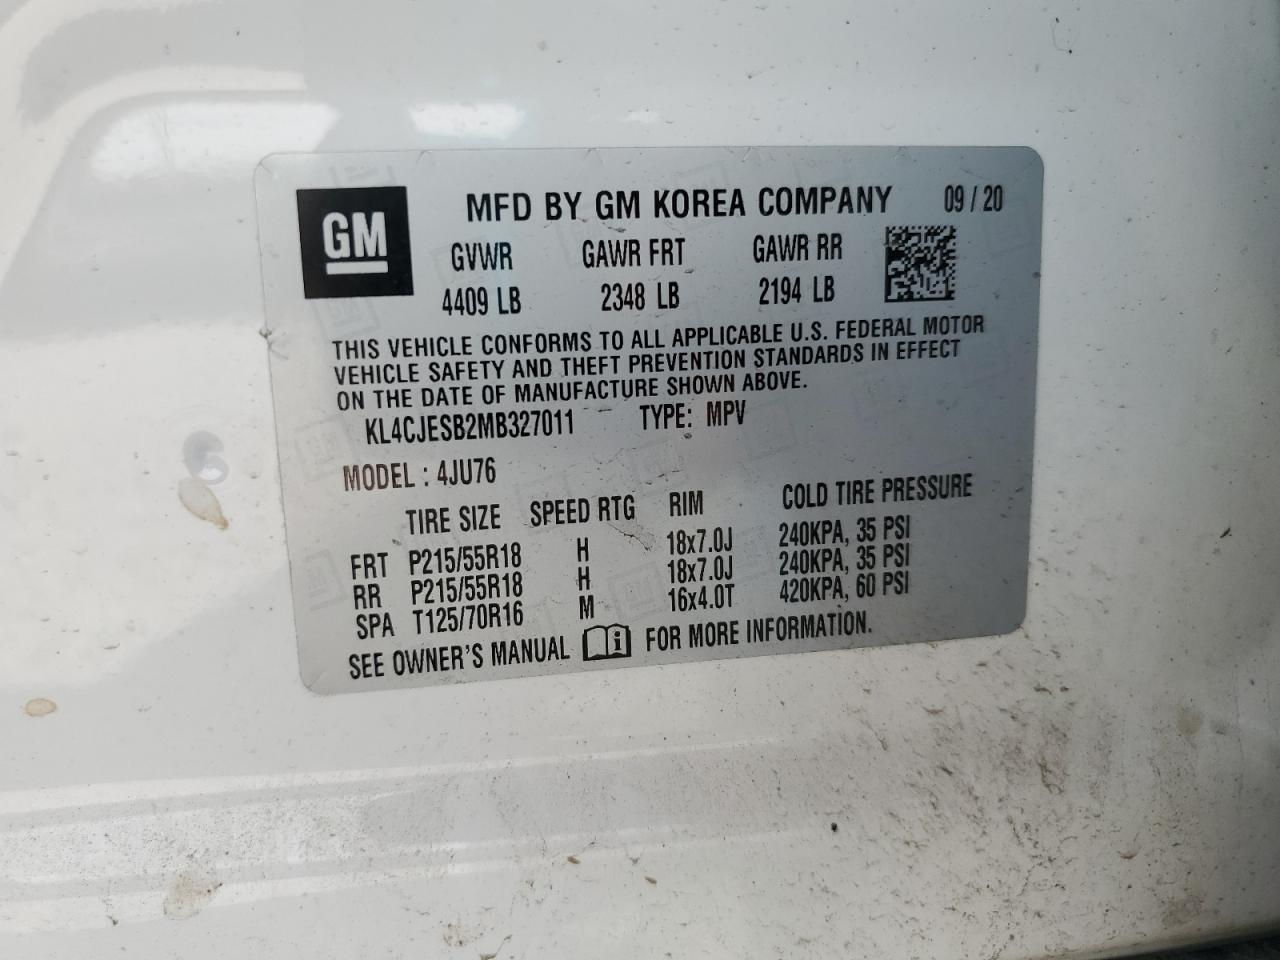 GM
MFD BY GM KOREA COMPANY 09 / 20
GVWR GAWR FRT GAWR RR
4409 LB 2348 LB 2194 LB
THIS VEHICLE CONFORMS TO ALL APPLICABLE U.S. FEDERAL MOTOR
VEHICLE SAFETY AND THEFT PREVENTION STANDARDS IN EFFECT
ON THE DATE OF MANUFACTURE SHOWN ABOVE.
KL4CJESB2MB327011 TYPE: MPV
MODEL : 4JU76
TIRE SIZE SPEED RTG RIM COLD TIRE PRESSURE
FRT P215/55R18 H 18x7.0J 240KPA, 35 PSI
RR P215/55R18 H 18x7.0J 240KPA, 35 PSI
SPA T125/70R16 M 16x4.0T 420KPA, 60 PSI
SEE OWNER'S MANUAL FOR MORE INFORMATION.